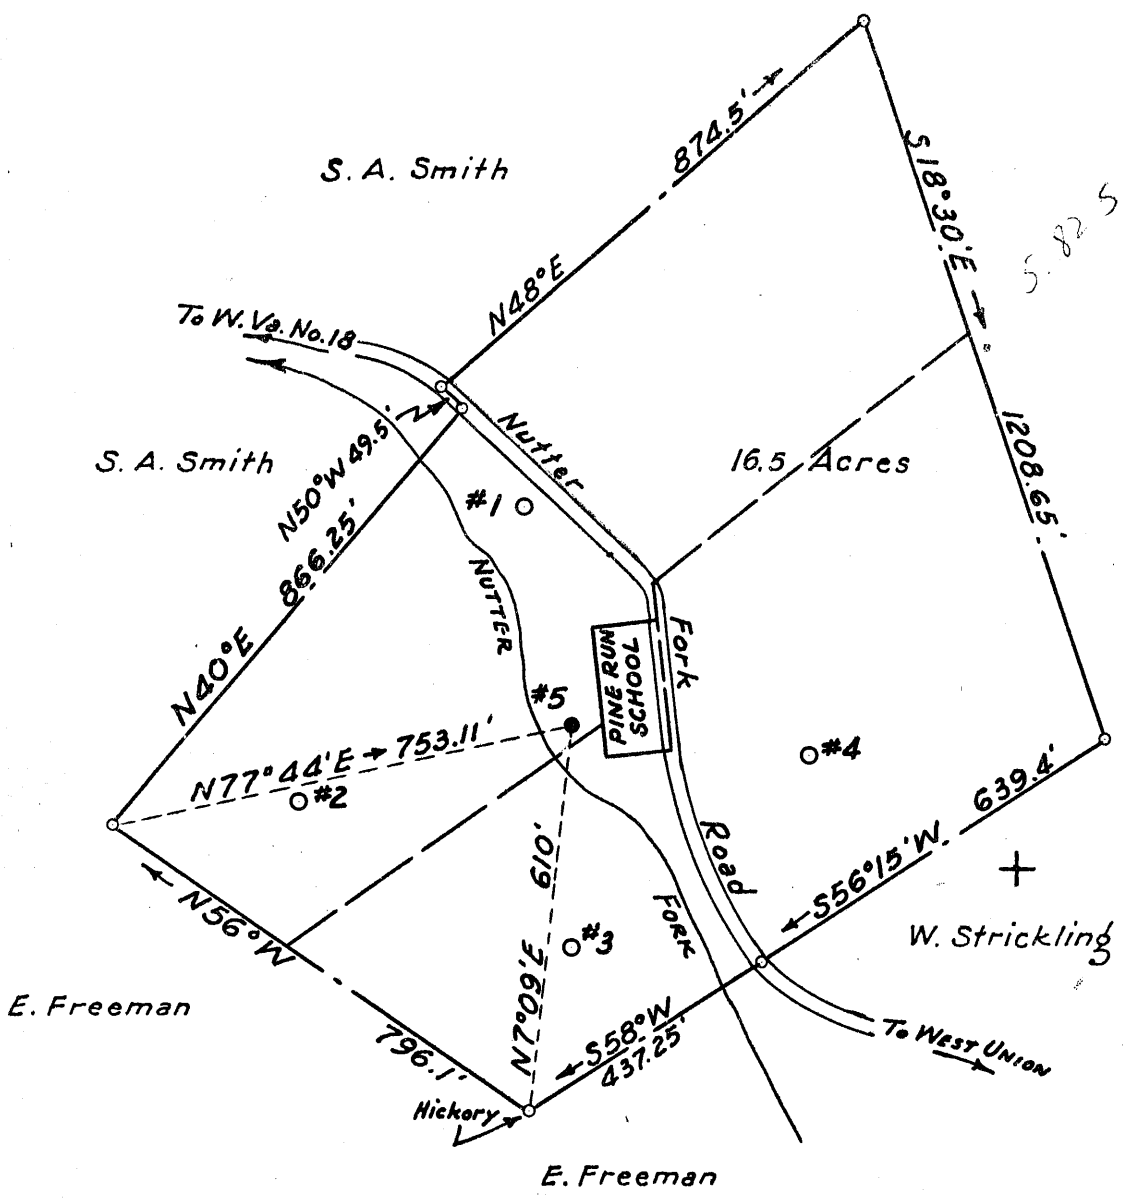 874.5'
S. A. Smith
S18°30'E
S. 82 S
N48°E
To W.Va. No.18
Nutter
N50°W 49.5'
S. A. Smith
16.5 Acres
1208.65'
#1
866.25'
NUTTER
Fork
PINE RUN
SCHOOL
N40°E
#5
N77°44'E 753.11'
#4
#2
639.4'
Road
610'
S56°15'W
N56°W
#3
FORK
W. Strickling
N7°09'E
E. Freeman
S58°W
437.25'
To WEST UNION
796.1'
Hickory
E. Freeman